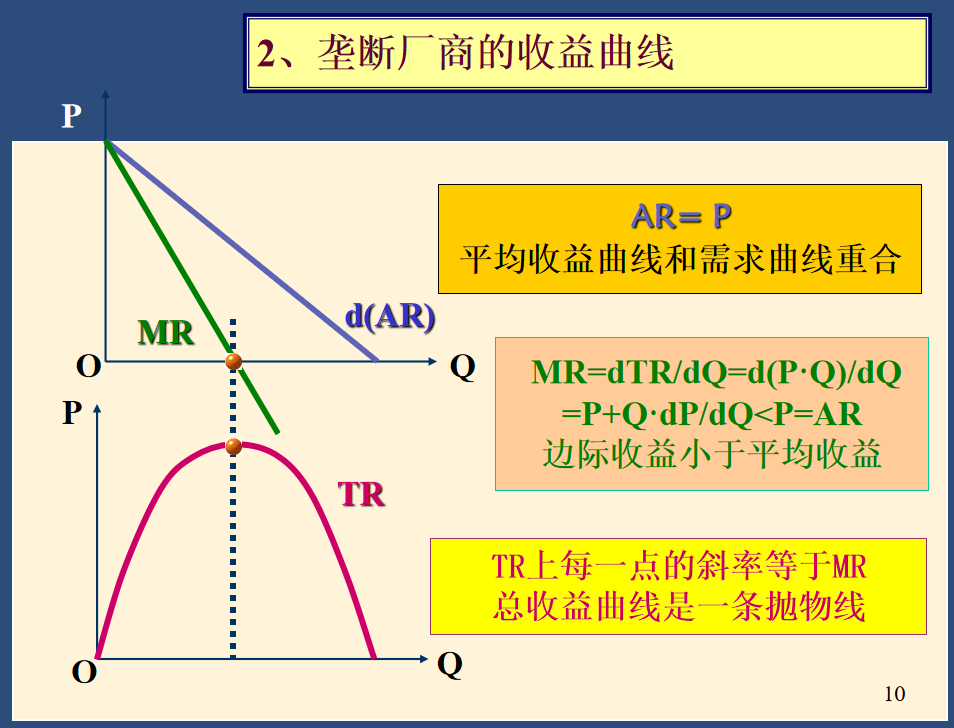 2、垄断厂商的收益曲线
P
AR= P
平均收益曲线和需求曲线重合
d(AR)
MR
O
Q
MR=dTR/dQ=d(P·Q)/dQ
=P+Q·dP/dQ<P=AR
边际收益小于平均收益
P
TR
TR上每一点的斜率等于MR
总收益曲线是一条抛物线
O
Q
10